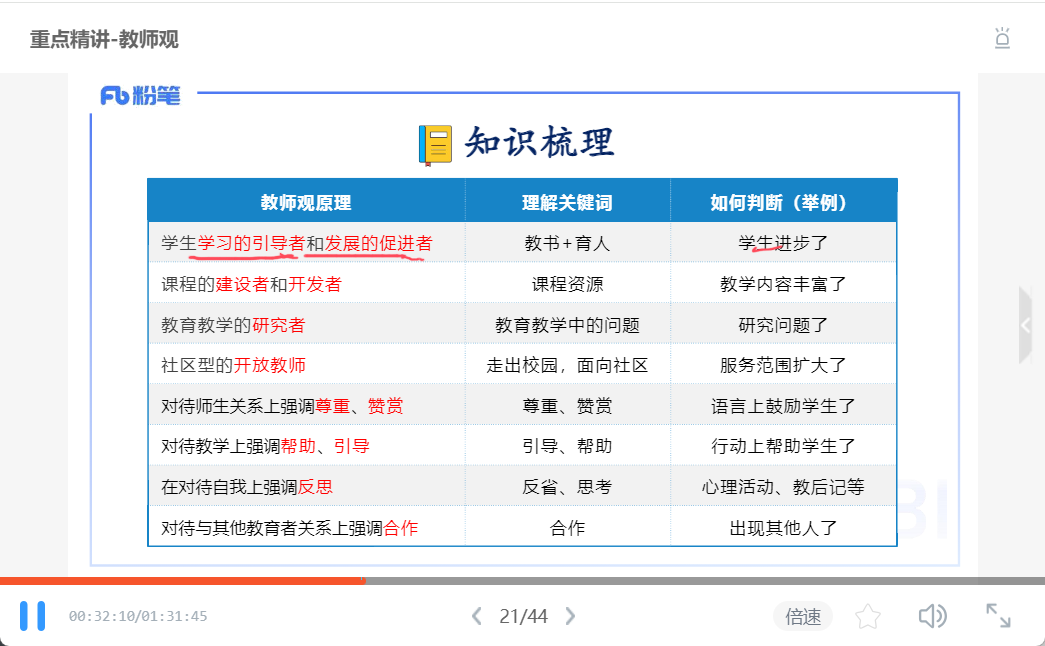 重点精讲-教师观
粉笔
知识梳理
教师观原理 理解关键词 如何判断（举例）
学生学习的引导者和发展的促进者 教书+育人 学生进步了
课程的建设者和开发者 课程资源 教学内容丰富了
教育教学的研究者 教育教学中的问题 研究问题了
社区型的开放教师 走出校园，面向社区 服务范围扩大了
对待师生关系上强调尊重、赞赏 尊重、赞赏 语言上鼓励学生了
对待教学上强调帮助、引导 引导、帮助 行动上帮助学生了
在对待自我上强调反思 反省、思考 心理活动、教后记等
对待与其他教育者关系上强调合作 合作 出现其他人了
00:32:10/01:31:45 21/44 倍速